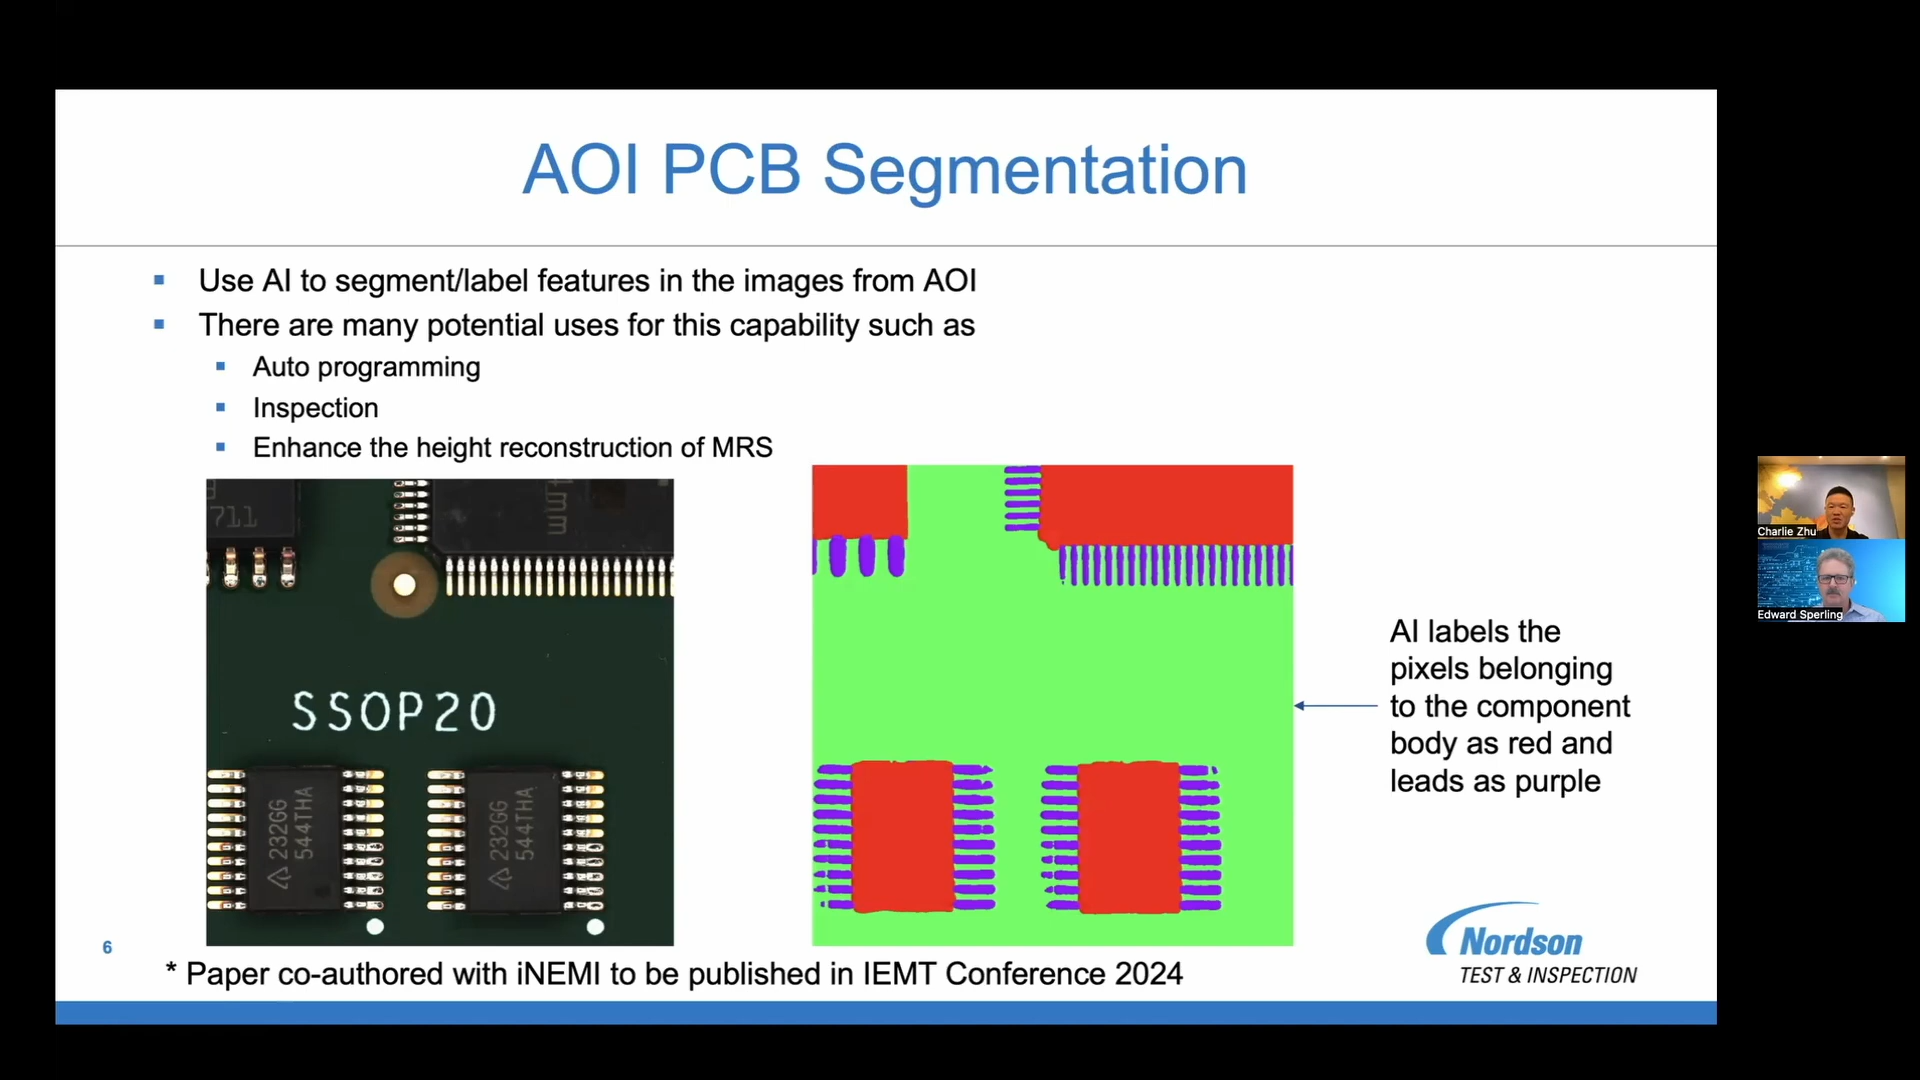 AOI PCB Segmentation
Use AI to segment/label features in the images from AOI
There are many potential uses for this capability such as
Auto programming
Inspection
Enhance the height reconstruction of MRS
711
SSOP20
232GG
544THA
232GG
544THA
AI labels the
pixels belonging
to the component
body as red and
leads as purple
Charlie Zhu
Edward Sperling
6
* Paper co-authored with iNEMI to be published in IEMT Conference 2024
Nordson
TEST & INSPECTION